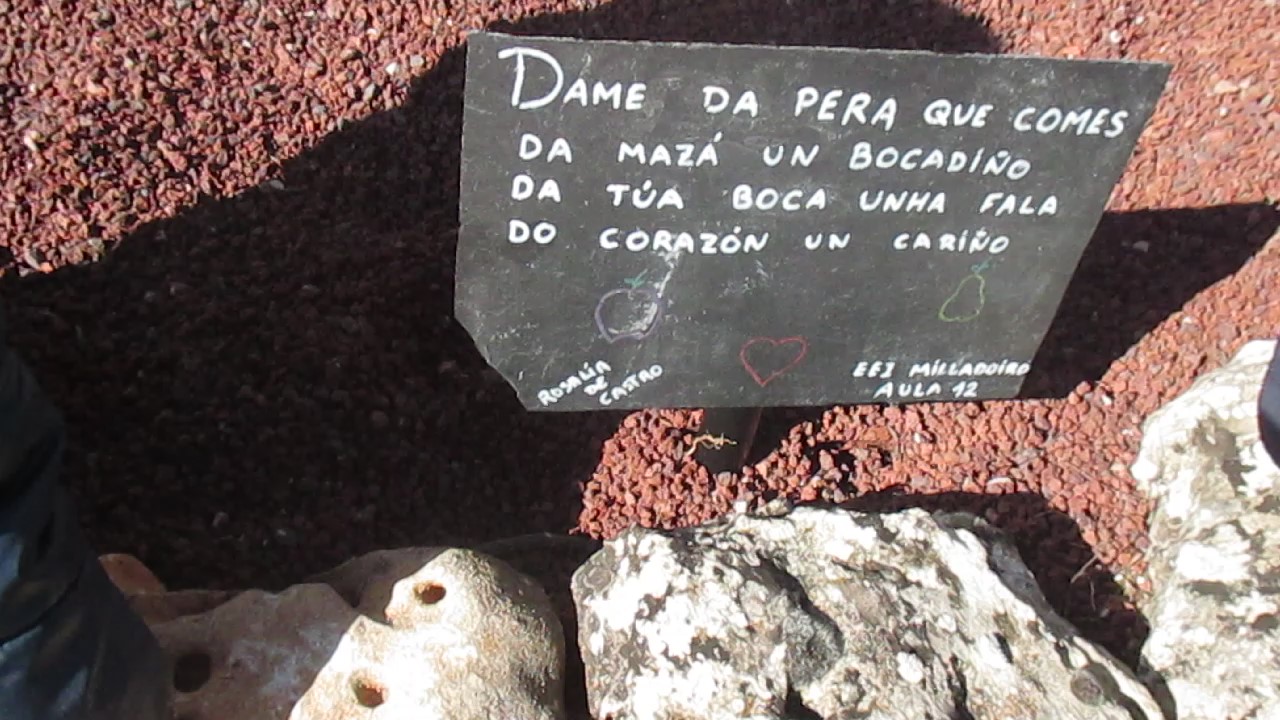 DAME DA PERA QUE COMES
DA MAZÁ UN BOCADIÑO
DA TÚA BOCA UNHA FALA
DO CORAZÓN UN CARIÑO
ROSALÍA
DE
CASTRO
EEI MILLADOIRO
AULA 12